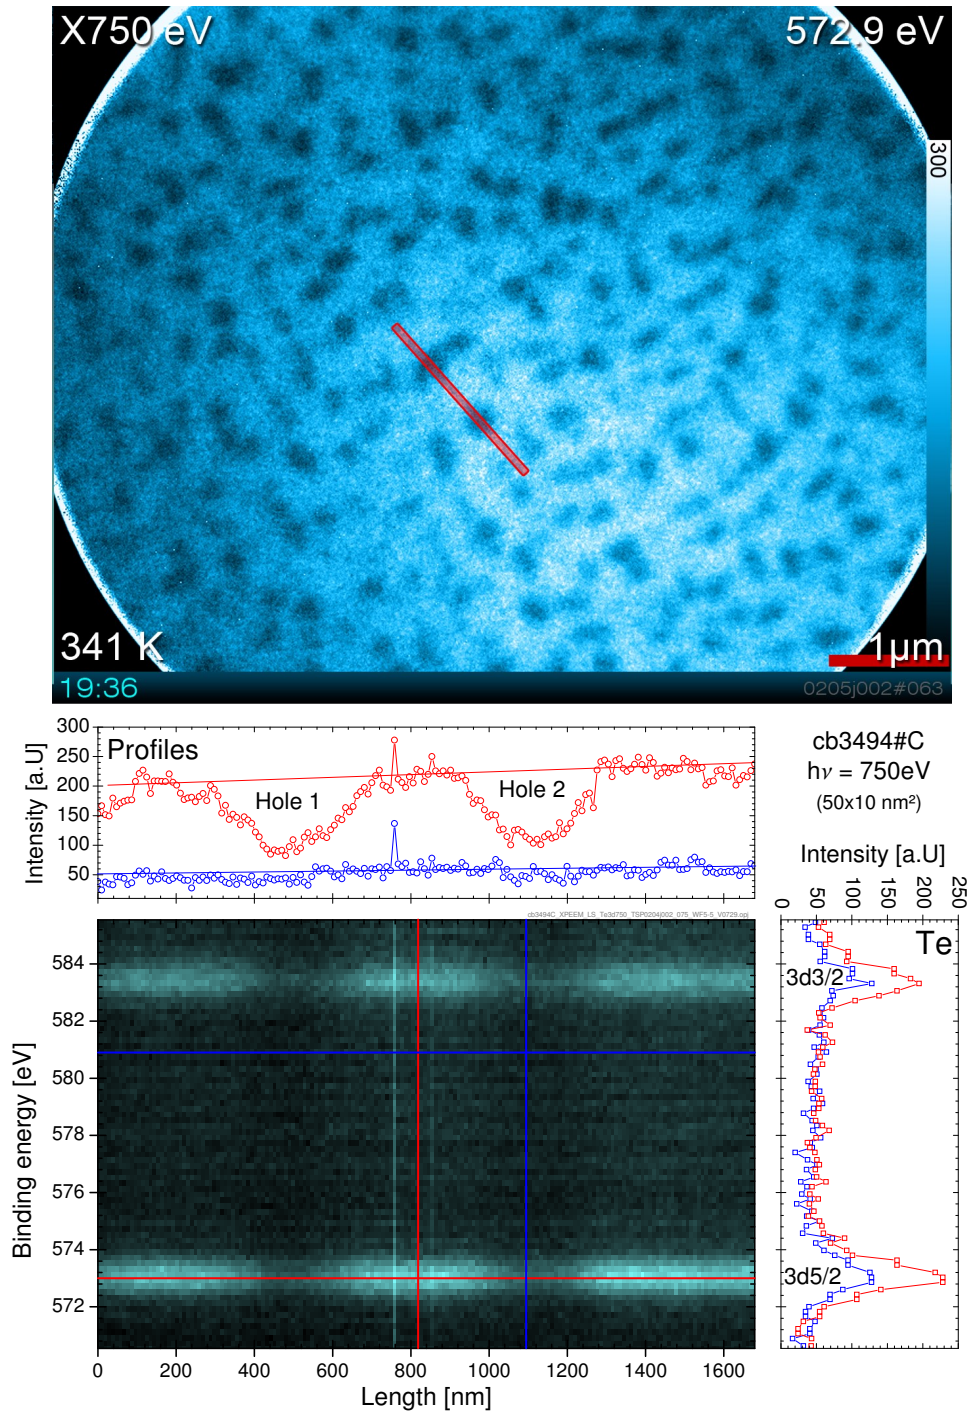 X750 eV
572.9 eV
300
341 K
1µm
19:36
0205j002#063
300
250
200
150
100
50
Intensity [a.U]
Profiles
Hole 1
Hole 2
cb3494#C
hν = 750eV
(50x10 nm²)
Intensity [a.U]
0
50
100
150
200
250
cb3494C_XPEEM_LS_Te3d750_TSP0204j002_075_WF5-5_V0729.opj
Te
3d3/2
3d5/2
584
582
580
578
576
574
572
Binding energy [eV]
0 200 400 600 800 1000 1200 1400 1600
Length [nm]